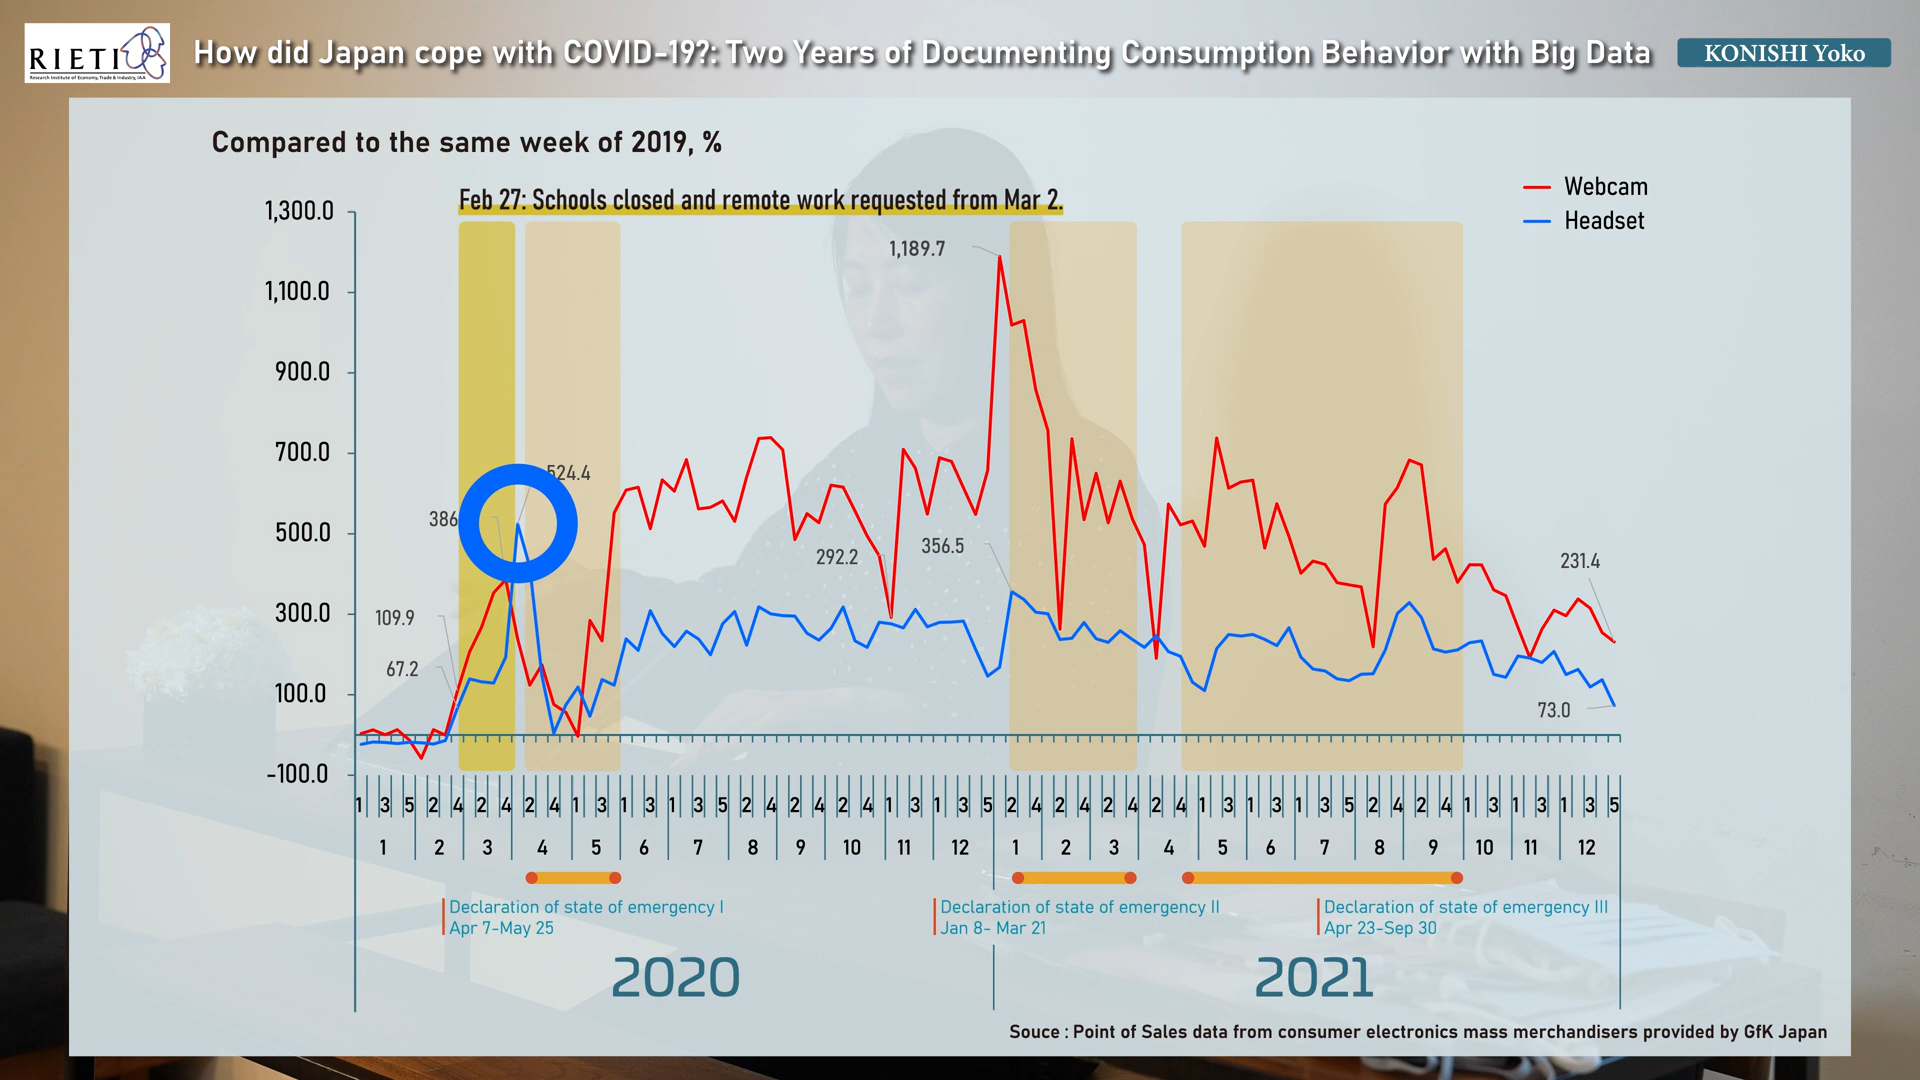 RIETI
Research Institute of Economy, Trade & Industry, IAA
How did Japan cope with COVID-19?: Two Years of Documenting Consumption Behavior with Big Data
KONISHI Yoko
Compared to the same week of 2019, %
Feb 27: Schools closed and remote work requested from Mar 2.
Webcam
Headset
1,300.0
1,100.0
900.0
700.0
500.0
300.0
100.0
-100.0
1,189.7
524.4
386
292.2
356.5
109.9
67.2
231.4
73.0
1 3 5 2 4 2 4 2 4 1 3 1 3 1 3 5 2 4 2 4 2 4 1 3 1 3 5 2 4 2 4 2 4 2 4 1 3 1 3 1 3 5 2 4 2 4 1 3 1 3 1 3 5
1 2 3 4 5 6 7 8 9 10 11 12 1 2 3 4 5 6 7 8 9 10 11 12
Declaration of state of emergency I
Apr 7-May 25
Declaration of state of emergency II
Jan 8- Mar 21
Declaration of state of emergency III
Apr 23-Sep 30
2020
2021
Souce : Point of Sales data from consumer electronics mass merchandisers provided by GfK Japan